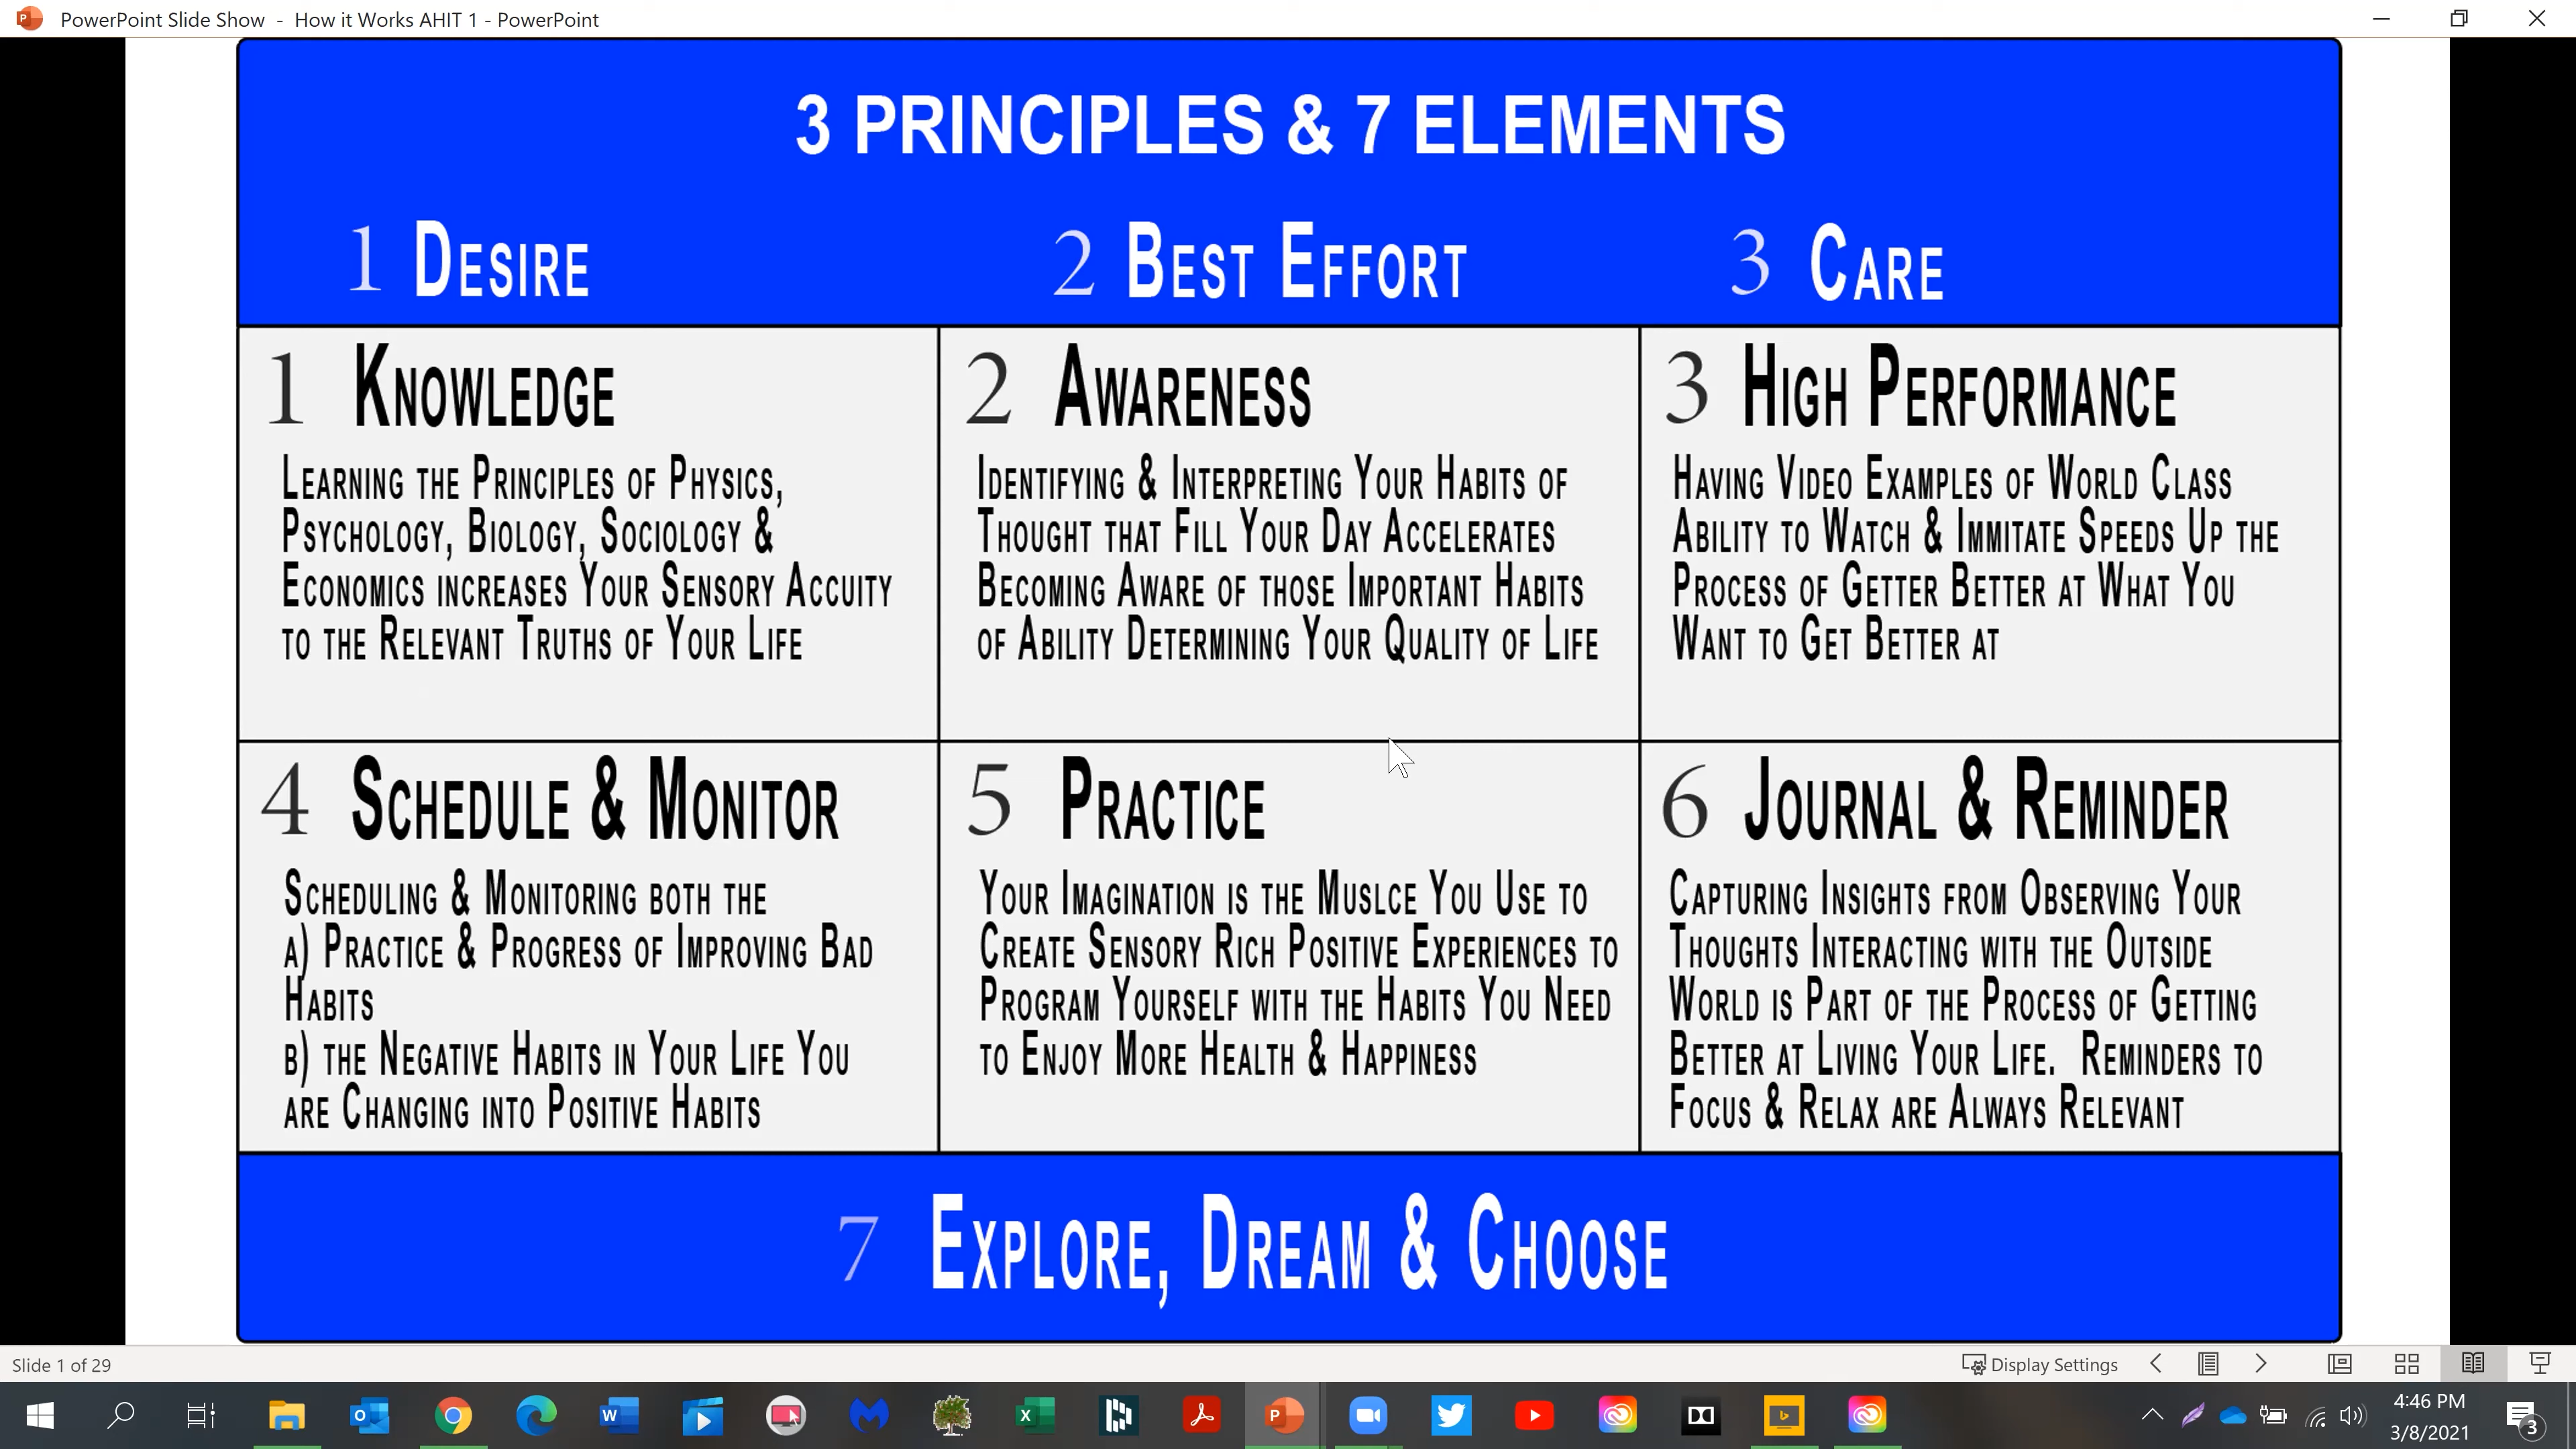 PowerPoint Slide Show - How it Works AHIT 1 - PowerPoint
3 PRINCIPLES & 7 ELEMENTS
1 DESIRE
2 BEST EFFORT
3 CARE
1 KNOWLEDGE
LEARNING THE PRINCIPLES OF PHYSICS,
PSYCHOLOGY, BIOLOGY, SOCIOLOGY &
ECONOMICS INCREASES YOUR SENSORY ACCUITY
TO THE RELEVANT TRUTHS OF YOUR LIFE
2 AWARENESS
IDENTIFYING & INTERPRETING YOUR HABITS OF
THOUGHT THAT FILL YOUR DAY ACCELERATES
BECOMING AWARE OF THOSE IMPORTANT HABITS
OF ABILITY DETERMINING YOUR QUALITY OF LIFE
3 HIGH PERFORMANCE
HAVING VIDEO EXAMPLES OF WORLD CLASS
ABILITY TO WATCH & IMMITATE SPEEDS UP THE
PROCESS OF GETTER BETTER AT WHAT YOU
WANT TO GET BETTER AT
4 SCHEDULE & MONITOR
SCHEDULING & MONITORING BOTH THE
A) PRACTICE & PROGRESS OF IMPROVING BAD
HABITS
B) THE NEGATIVE HABITS IN YOUR LIFE YOU
ARE CHANGING INTO POSITIVE HABITS
5 PRACTICE
YOUR IMAGINATION IS THE MUSLCE YOU USE TO
CREATE SENSORY RICH POSITIVE EXPERIENCES TO
PROGRAM YOURSELF WITH THE HABITS YOU NEED
TO ENJOY MORE HEALTH & HAPPINESS
6 JOURNAL & REMINDER
CAPTURING INSIGHTS FROM OBSERVING YOUR
THOUGHTS INTERACTING WITH THE OUTSIDE
WORLD IS PART OF THE PROCESS OF GETTING
BETTER AT LIVING YOUR LIFE. REMINDERS TO
FOCUS & RELAX ARE ALWAYS RELEVANT
7 EXPLORE, DREAM & CHOOSE
Slide 1 of 29
Display Settings
4:46 PM
3/8/2021
3